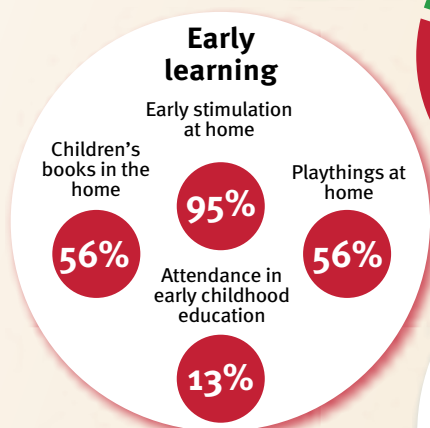 Early
learning
Early stimulation
at home
95%
Children’s
books in the
home
56%
Playthings at
home
56%
Attendance in
early childhood
education
13%